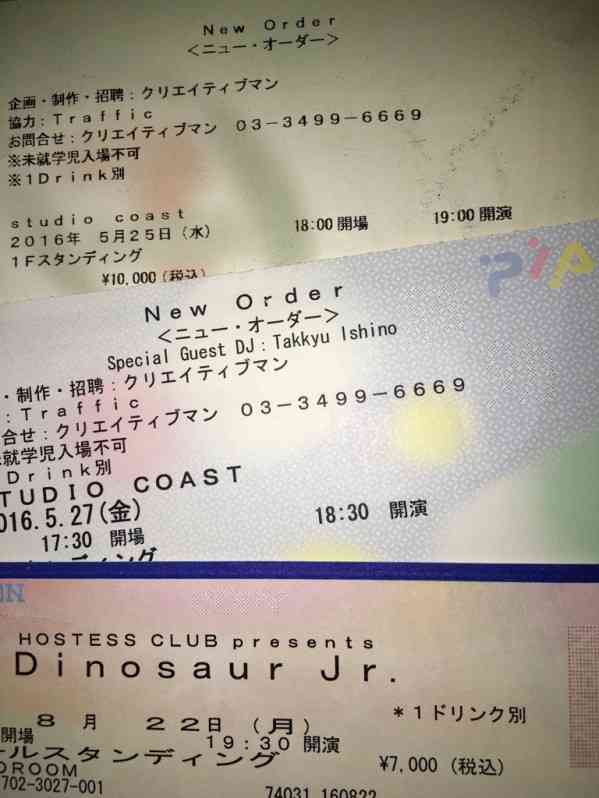 New Order
＜ニュー・オーダー＞
企画・制作・招聘：クリエイティブマン
協力：Traffic
お問合せ：クリエイティブマン 03-3499-6669
※未就学児入場不可
※1Drink別
studio coast 18:00 開場 19:00 開演
2016年 5月25日（水）
1Fスタンディング
¥10,000（税込）
PIA
New Order
＜ニュー・オーダー＞
Special Guest DJ：Takkyu Ishino
・制作・招聘：クリエイティブマン
：Traffic
合せ：クリエイティブマン 03-3499-6669
就学児入場不可
Drink別
TUDIO COAST
016.5.27(金) 18:30 開演
17:30 開場
スタンディング
HOSTESS CLUB presents
Dinosaur Jr.
8月 22日（月） *1ドリンク別
開場 19:30 開演
ールスタンディング ¥7,000（税込）
DROOM
702-3027-001 74031 160822